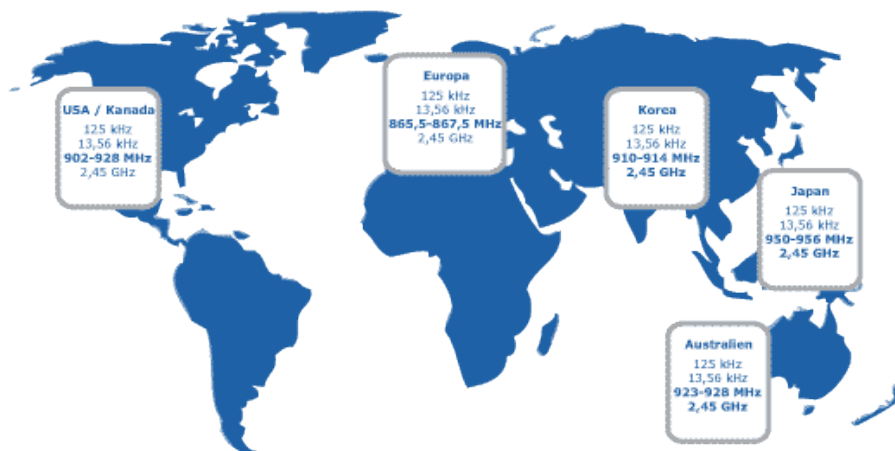 USA / Kanada
125 kHz
13,56 kHz
902-928 MHz
2,45 GHz
Europa
125 kHz
13,56 kHz
865,5-867,5 MHz
2,45 GHz
Korea
125 kHz
13,56 kHz
910-914 MHz
2,45 GHz
Japan
125 kHz
13,56 kHz
950-956 MHz
2,45 GHz
Australien
125 kHz
13,56 kHz
923-928 MHz
2,45 GHz